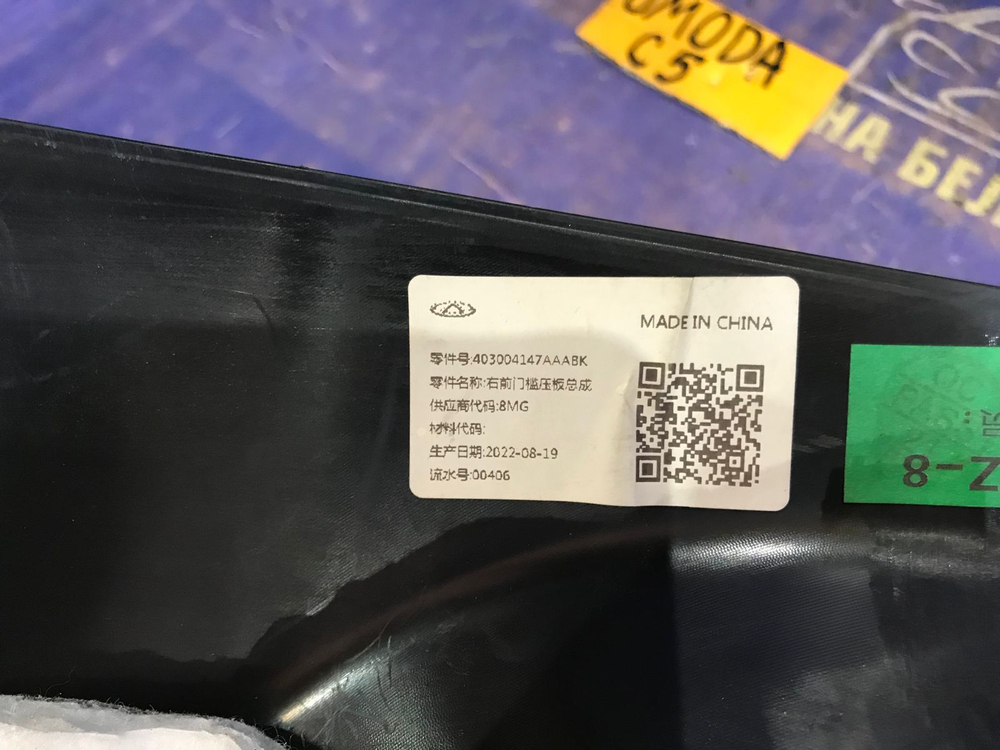 OMODA
C5
НА БЕЛ
MADE IN CHINA
零件号:403004147AAABK
零件名称:右前门槛压板总成
供应商代码:8MG
材料代码:
生产日期:2022-08-19
流水号:00406
8-Z